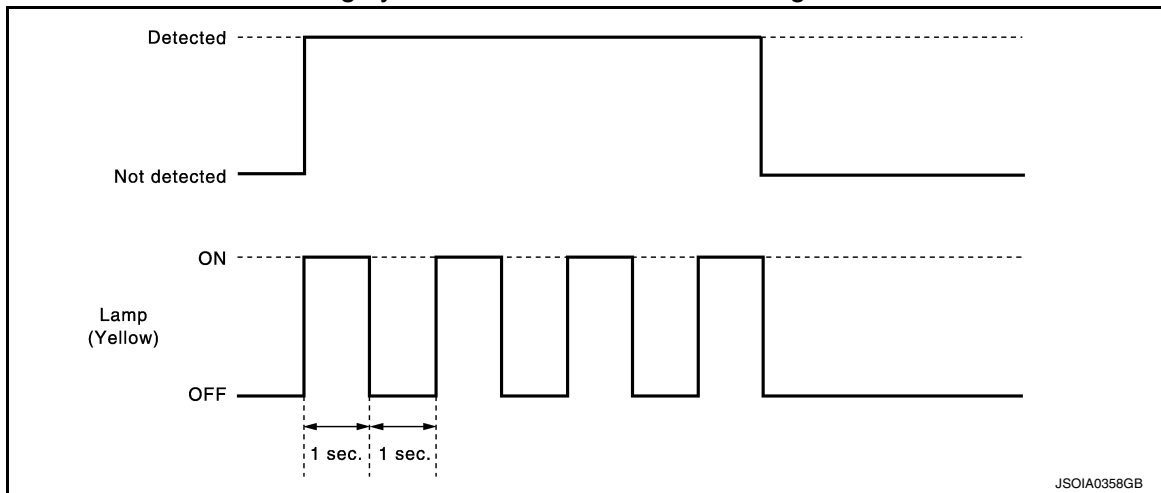 Detected
Not detected
ON
Lamp
(Yellow)
OFF
1 sec. 1 sec.
JSOIA0358GB